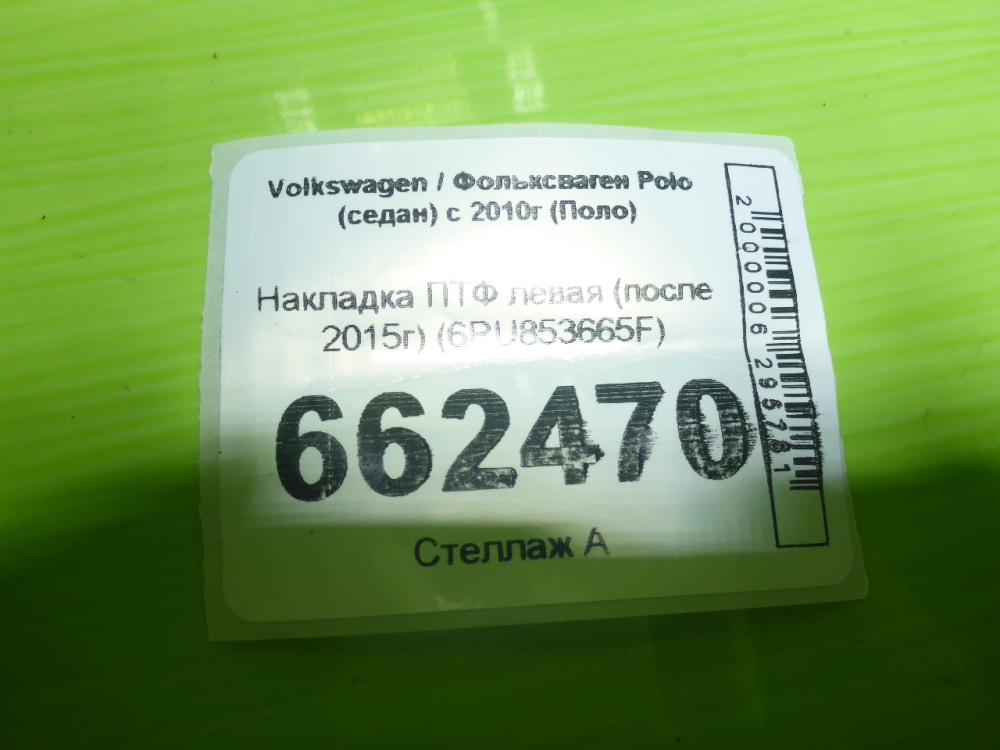 Volkswagen / Фольксваген Polo
(седан) с 2010г (Поло)
Накладка ПТФ левая (после
2015г) (6RU853665F)
662470
Стеллаж А